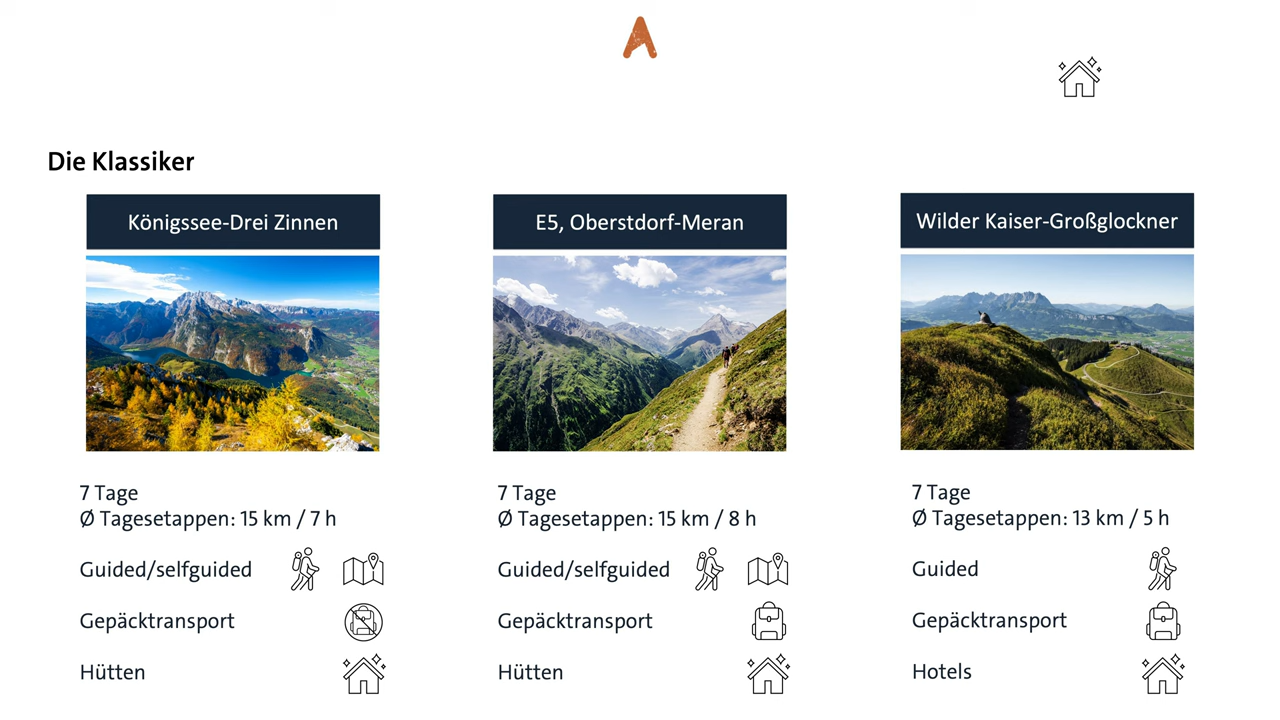 Die Klassiker
Königssee-Drei Zinnen
7 Tage
Ø Tagesetappen: 15 km / 7 h
Guided/selfguided
Gepäcktransport
Hütten
E5, Oberstdorf-Meran
7 Tage
Ø Tagesetappen: 15 km / 8 h
Guided/selfguided
Gepäcktransport
Hütten
Wilder Kaiser-Großglockner
7 Tage
Ø Tagesetappen: 13 km / 5 h
Guided
Gepäcktransport
Hotels